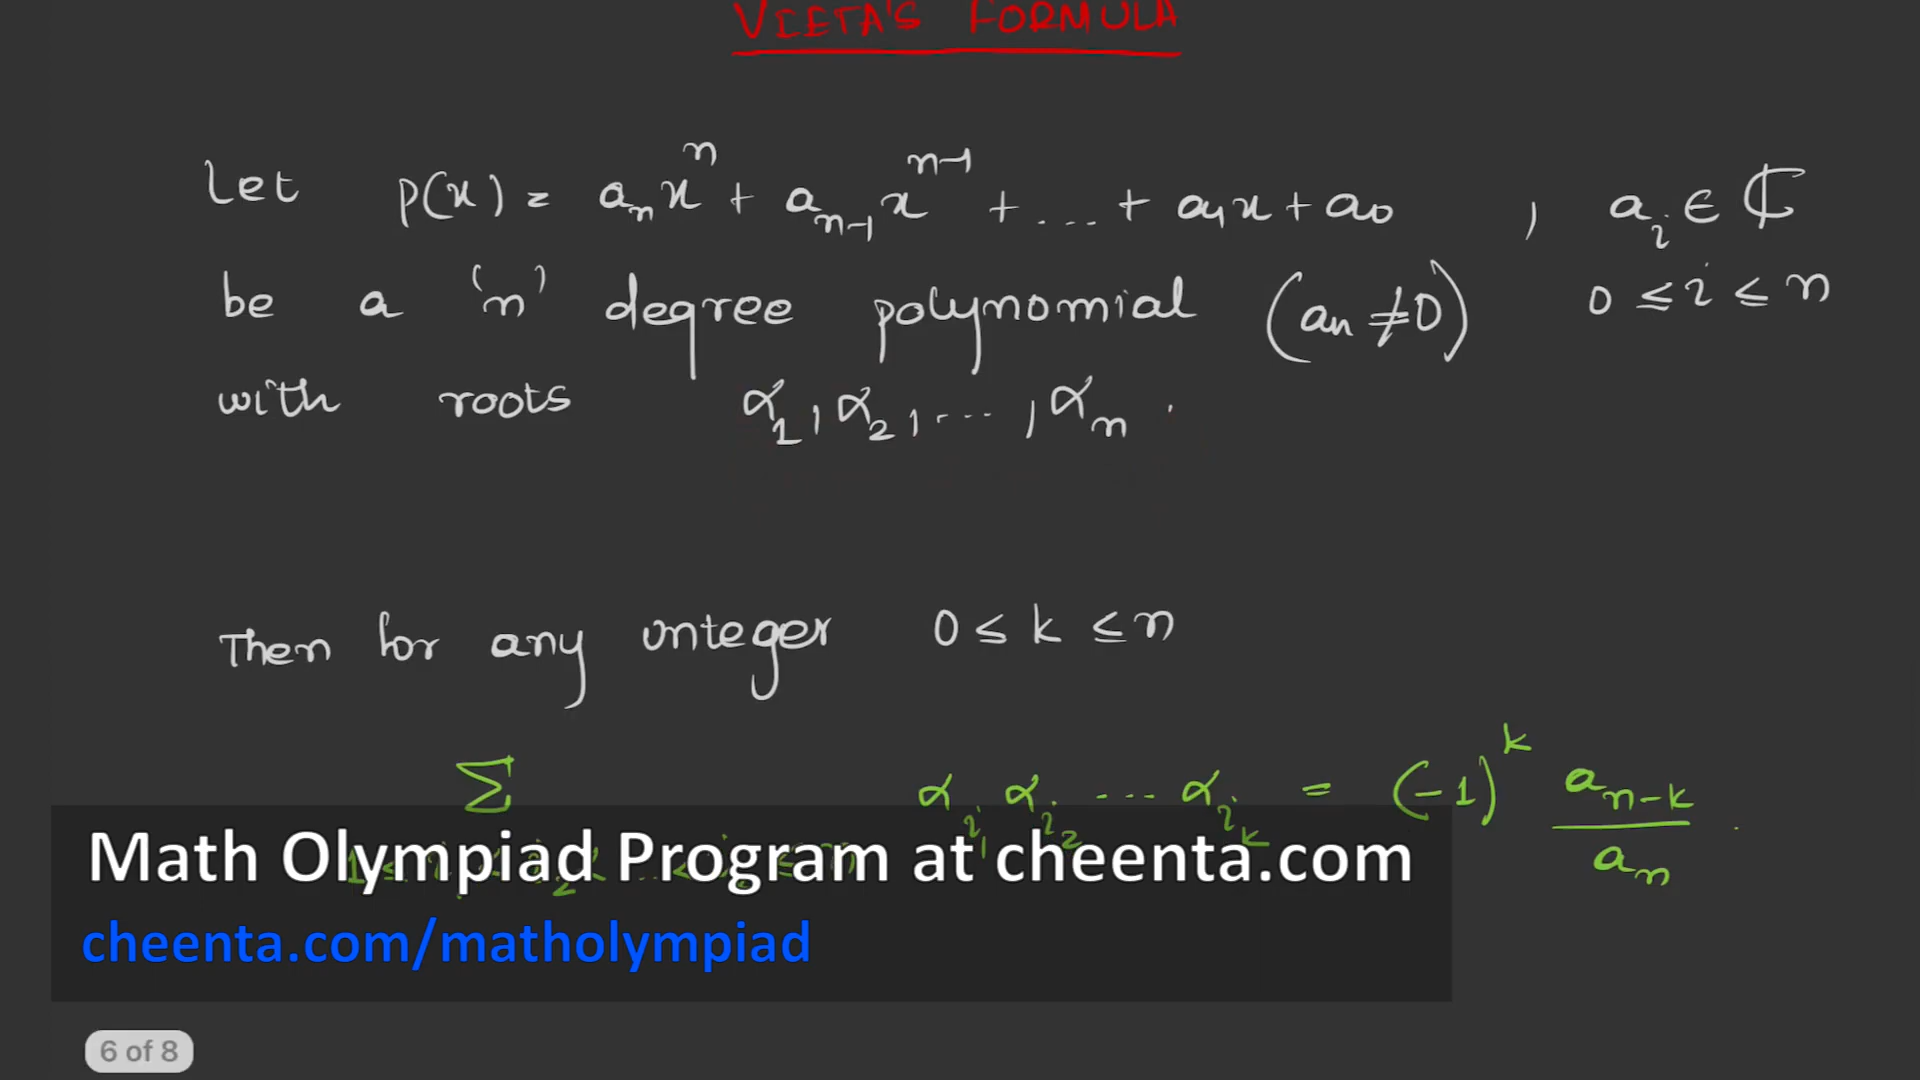 VIETA'S FORMULA
Let p(x) = aₙxⁿ + aₙ₋₁xⁿ⁻¹ + ... + a₁x + a₀ , aᵢ ∈ ℂ
be a 'n' degree polynomial (aₙ ≠ 0) 0 ≤ i ≤ n
with roots α₁, α₂, ..., αₙ .
Then for any integer 0 ≤ k ≤ n
∑ αᵢ₁ αᵢ₂ ... αᵢₖ = (-1)ᵏ aₙ₋ₖ / aₙ .
Math Olympiad Program at cheenta.com
cheenta.com/matholympiad
6 of 8